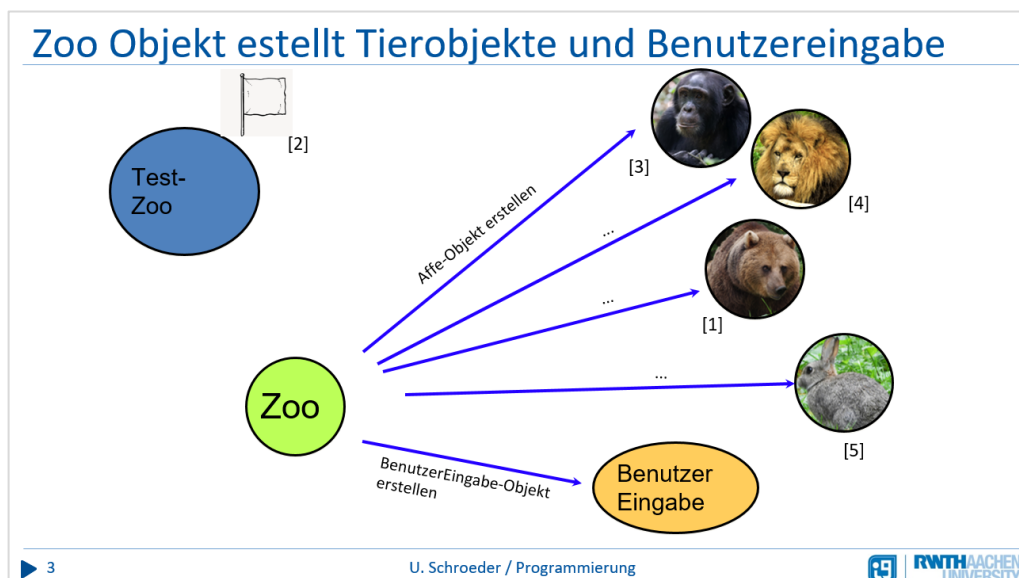 Zoo Objekt estellt Tierobjekte und Benutzereingabe
[2]
Test-
Zoo
[3]
[4]
Affe-Objekt erstellen
...
...
[1]
...
Zoo
[5]
BenutzerEingabe-Objekt
erstellen
Benutzer
Eingabe
3
U. Schroeder / Programmierung
RWTHAACHEN
UNIVERSITY